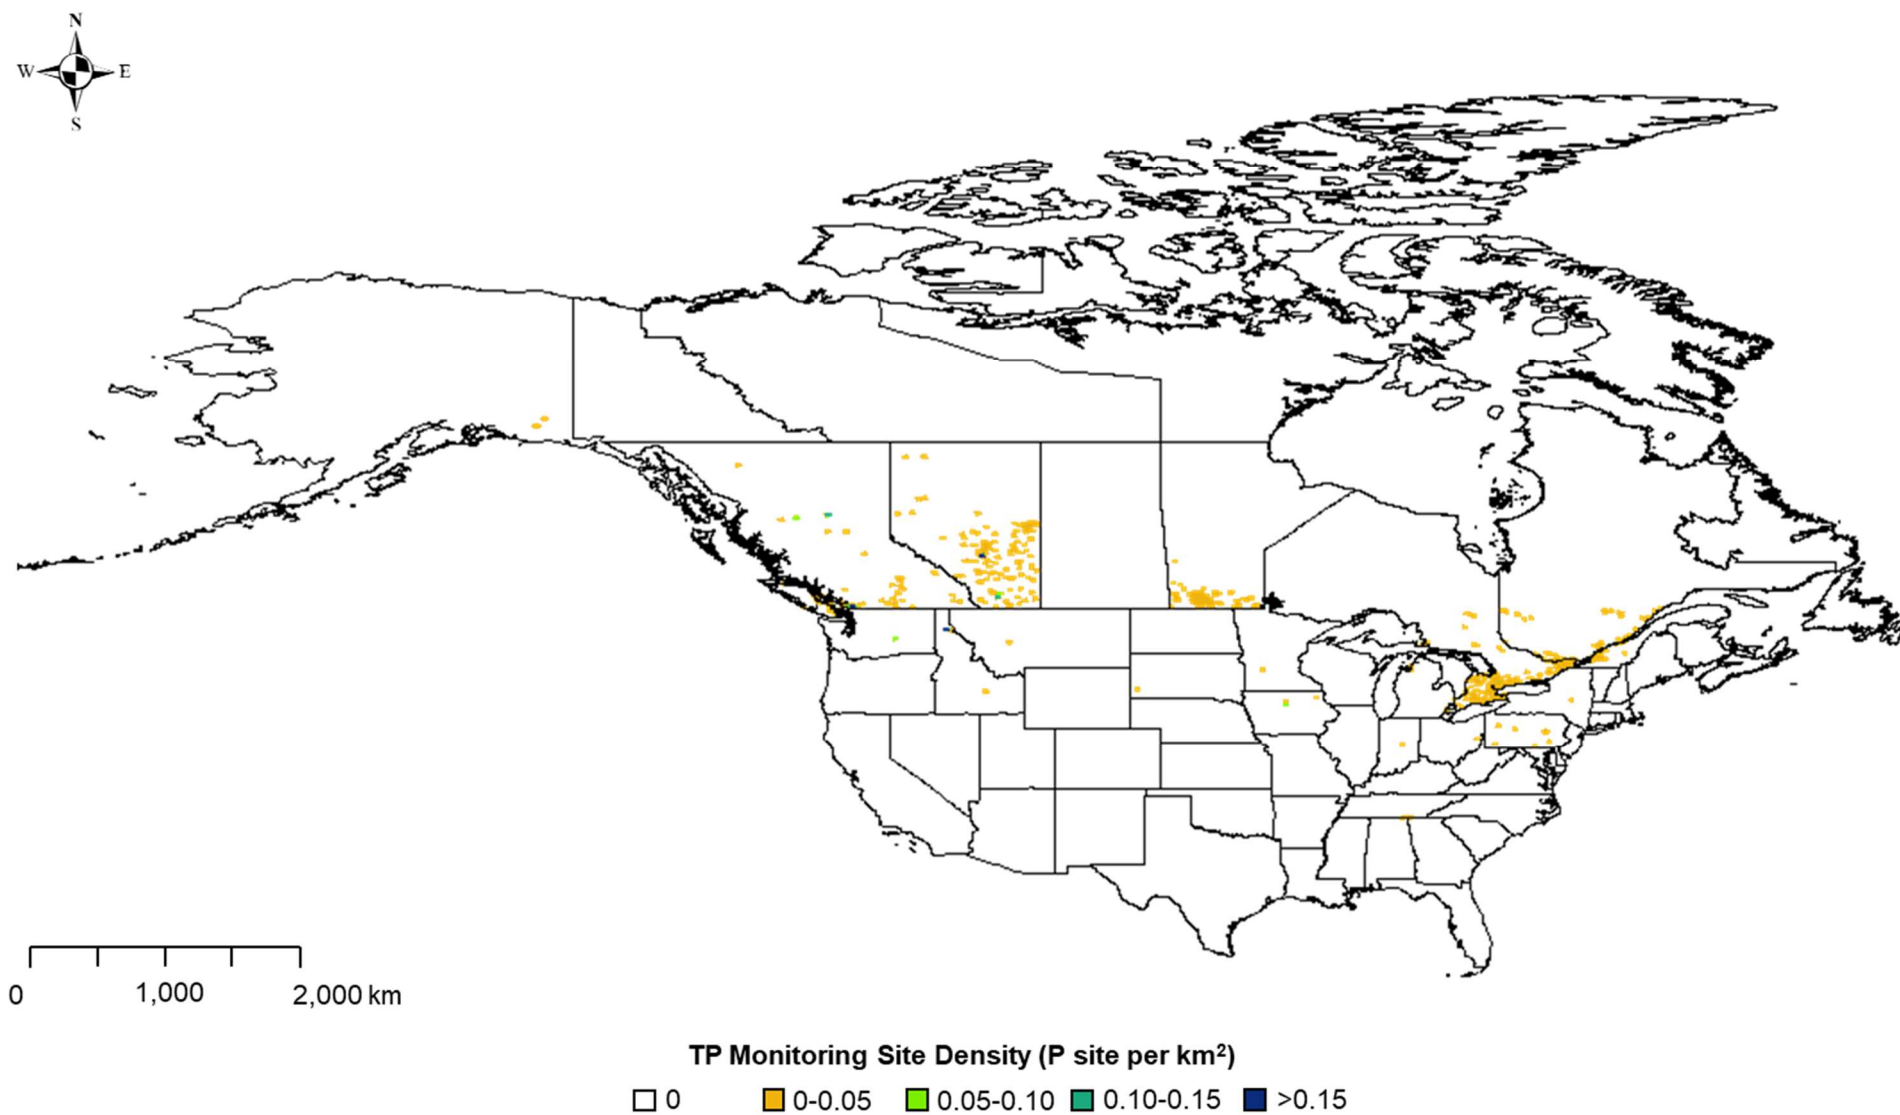 N
W E
S
0 1,000 2,000 km
TP Monitoring Site Density (P site per km²)
0 0-0.05 0.05-0.10 0.10-0.15 >0.15